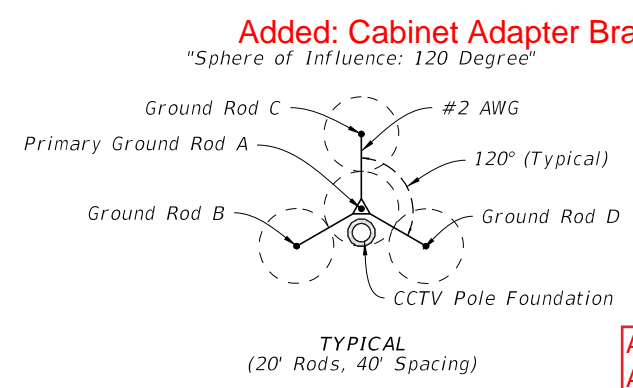 Added: Cabinet Adapter
"Sphere of Influence: 120 Degree"
Ground Rod C
#2 AWG
Primary Ground Rod A
120° (Typical)
Ground Rod B
Ground Rod D
CCTV Pole Foundation
TYPICAL
(20' Rods, 40' Spacing)